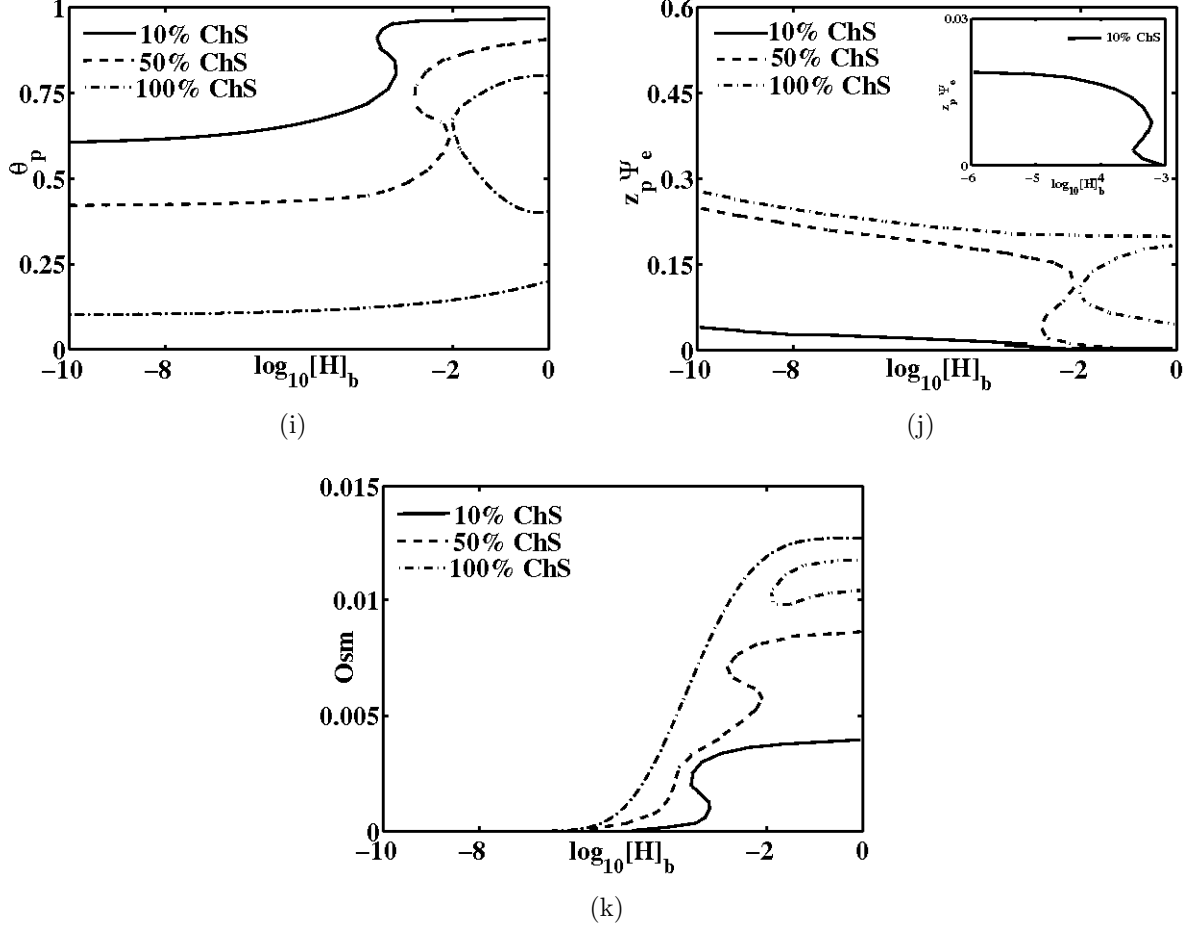 1
0.75
0.5
0.25
0
θp
10% ChS
50% ChS
100% ChS
−10
−8
log10[H]b
−2
0
(i)
0.6
0.45
0.3
0.15
0
zpΨe
10% ChS
50% ChS
100% ChS
0.03
0
zpΨe
10% ChS
−6
−5
log10[H]b
−4
−3
−10
−8
log10[H]b
−2
0
(j)
0.015
0.01
0.005
0
Osm
10% ChS
50% ChS
100% ChS
−10
−8
log10[H]b
−2
0
(k)